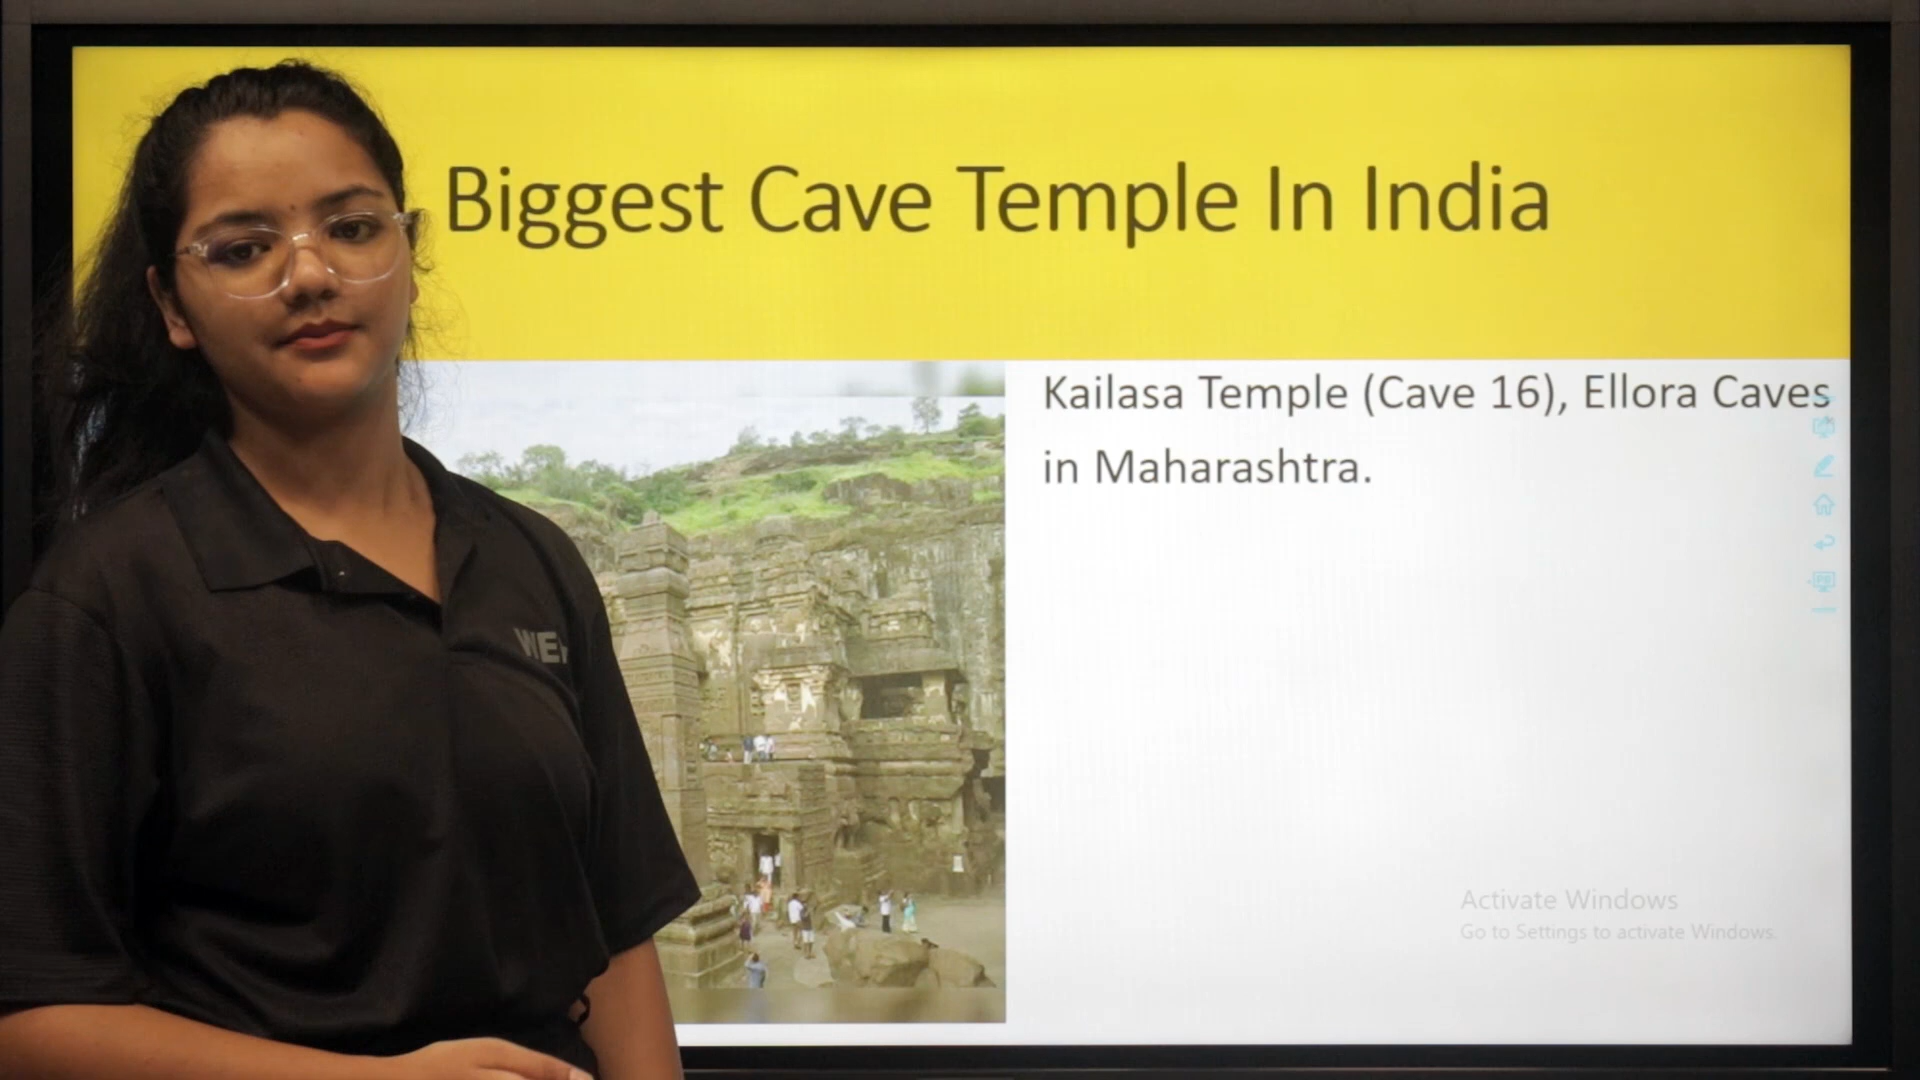 Biggest Cave Temple In India
Kailasa Temple (Cave 16), Ellora Caves
in Maharashtra.
Activate Windows
Go to Settings to activate Windows.